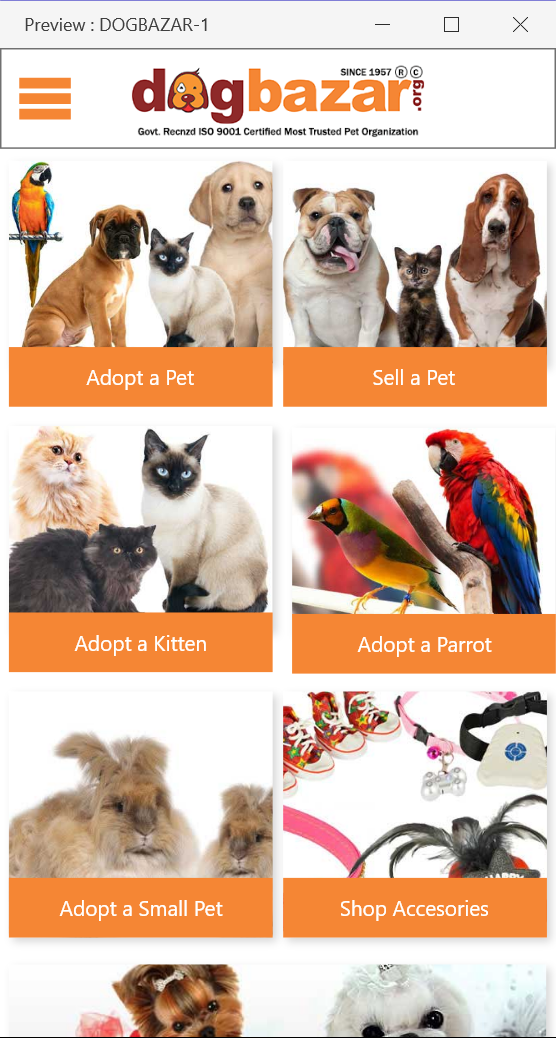 Preview : DOGBAZAR-1
SINCE 1957 ® ©
dogbazar.org
Govt. Recnzd ISO 9001 Certified Most Trusted Pet Organization
Adopt a Pet
Sell a Pet
Adopt a Kitten
Adopt a Parrot
Adopt a Small Pet
Shop Accesories